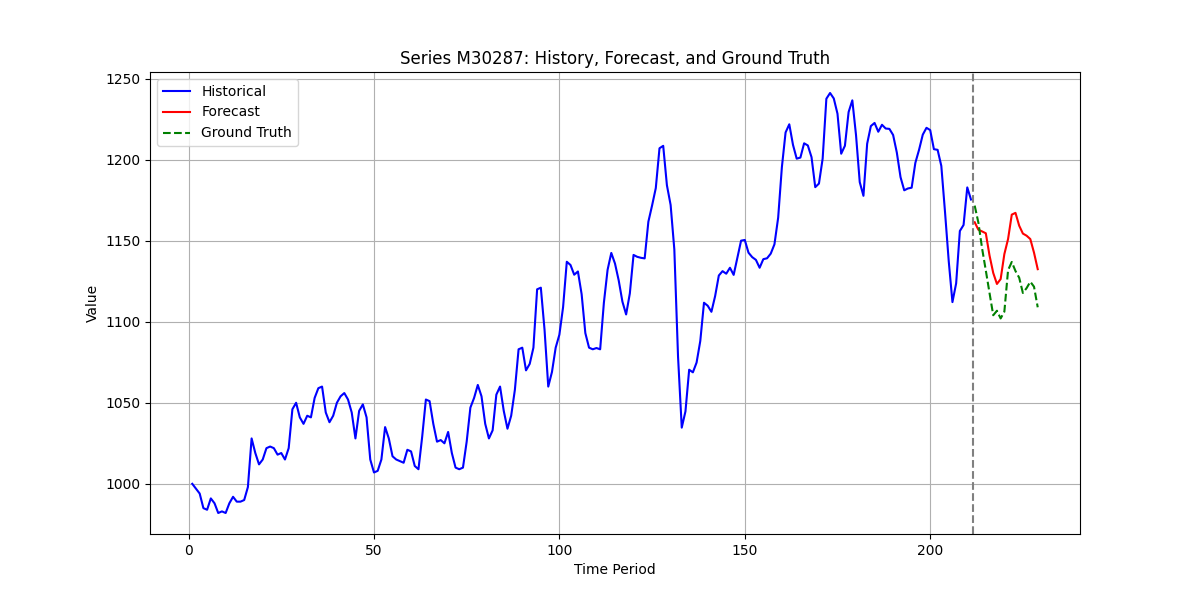 Series M30287: History, Forecast, and Ground Truth
Historical
Forecast
Ground Truth
1250
1200
1150
1100
1050
1000
Value
0 50 100 150 200
Time Period